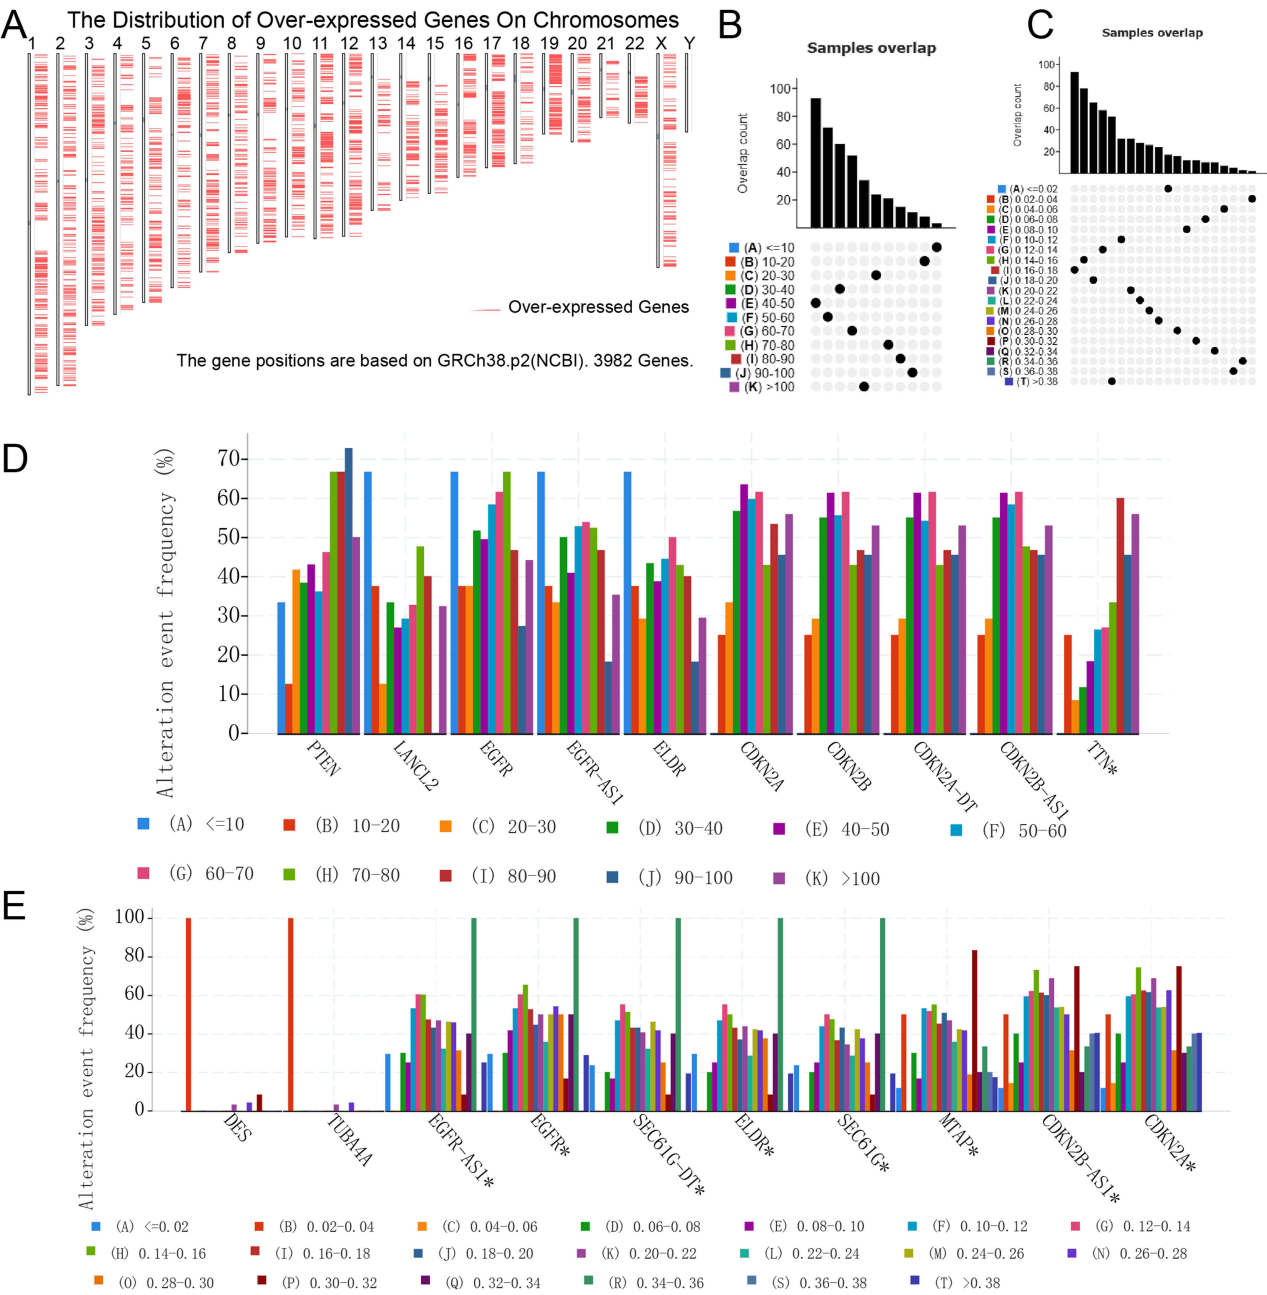 A
The Distribution of Over-expressed Genes On Chromosomes
1 2 3 4 5 6 7 8 9 10 11 12 13 14 15 16 17 18 19 20 21 22 X Y
Over-expressed Genes
The gene positions are based on GRCh38.p2(NCBI). 3982 Genes.
B
Samples overlap
Overlap count
100
80
60
40
20
(A) <=10
(B) 10-20
(C) 20-30
(D) 30-40
(E) 40-50
(F) 50-60
(G) 60-70
(H) 70-80
(I) 80-90
(J) 90-100
(K) >100
C
Samples overlap
Overlap count
100
80
60
40
20
(A) <=0.02
(B) 0.02-0.04
(C) 0.04-0.06
(D) 0.06-0.08
(E) 0.08-0.10
(F) 0.10-0.12
(G) 0.12-0.14
(H) 0.14-0.16
(I) 0.16-0.18
(J) 0.18-0.20
(K) 0.20-0.22
(L) 0.22-0.24
(M) 0.24-0.26
(N) 0.26-0.28
(O) 0.28-0.30
(P) 0.30-0.32
(Q) 0.32-0.34
(R) 0.34-0.36
(S) 0.36-0.38
(T) >0.38
D
Alteration event frequency (%)
70
60
50
40
30
20
10
0
PTEN
LANCL2
EGFR
EGFR-AS1
ELDR
CDKN2A
CDKN2B
CDKN2A-DT
CDKN2B-AS1
TTN*
(A) <=10 (B) 10-20 (C) 20-30 (D) 30-40 (E) 40-50 (F) 50-60
(G) 60-70 (H) 70-80 (I) 80-90 (J) 90-100 (K) >100
E
Alteration event frequency (%)
100
80
60
40
20
0
DES
TUBA4A
EGFR-AS1*
EGFR*
SEC61G-DT*
ELDR*
SEC61G*
MTAP*
CDKN2B-AS1*
CDKN2A*
(A) <=0.02 (B) 0.02-0.04 (C) 0.04-0.06 (D) 0.06-0.08 (E) 0.08-0.10 (F) 0.10-0.12 (G) 0.12-0.14
(H) 0.14-0.16 (I) 0.16-0.18 (J) 0.18-0.20 (K) 0.20-0.22 (L) 0.22-0.24 (M) 0.24-0.26 (N) 0.26-0.28
(O) 0.28-0.30 (P) 0.30-0.32 (Q) 0.32-0.34 (R) 0.34-0.36 (S) 0.36-0.38 (T) >0.38